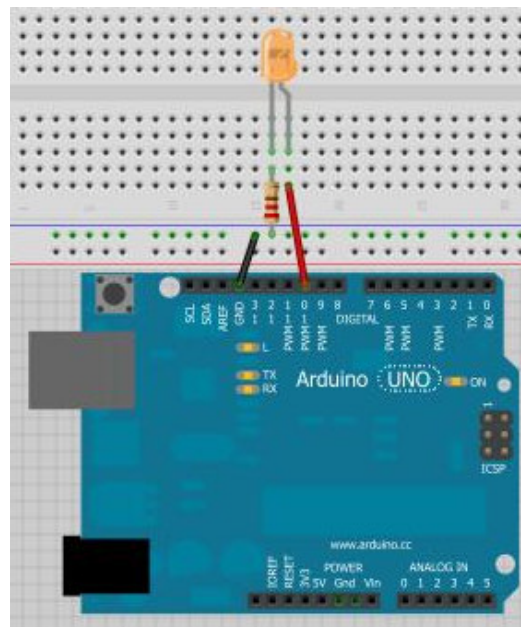 SCL
SDA
AREF
GND
13
12
PWM 11
PWM 10
PWM 9
8
DIGITAL
7
PWM 6
PWM 5
4
PWM 3
2
TX 1
RX 0
L
TX
RX
Arduino UNO
ON
1
ICSP
www.arduino.cc
IOREF
RESET
3V3
5V
POWER
Gnd
Vin
ANALOG IN
0 1 2 3 4 5